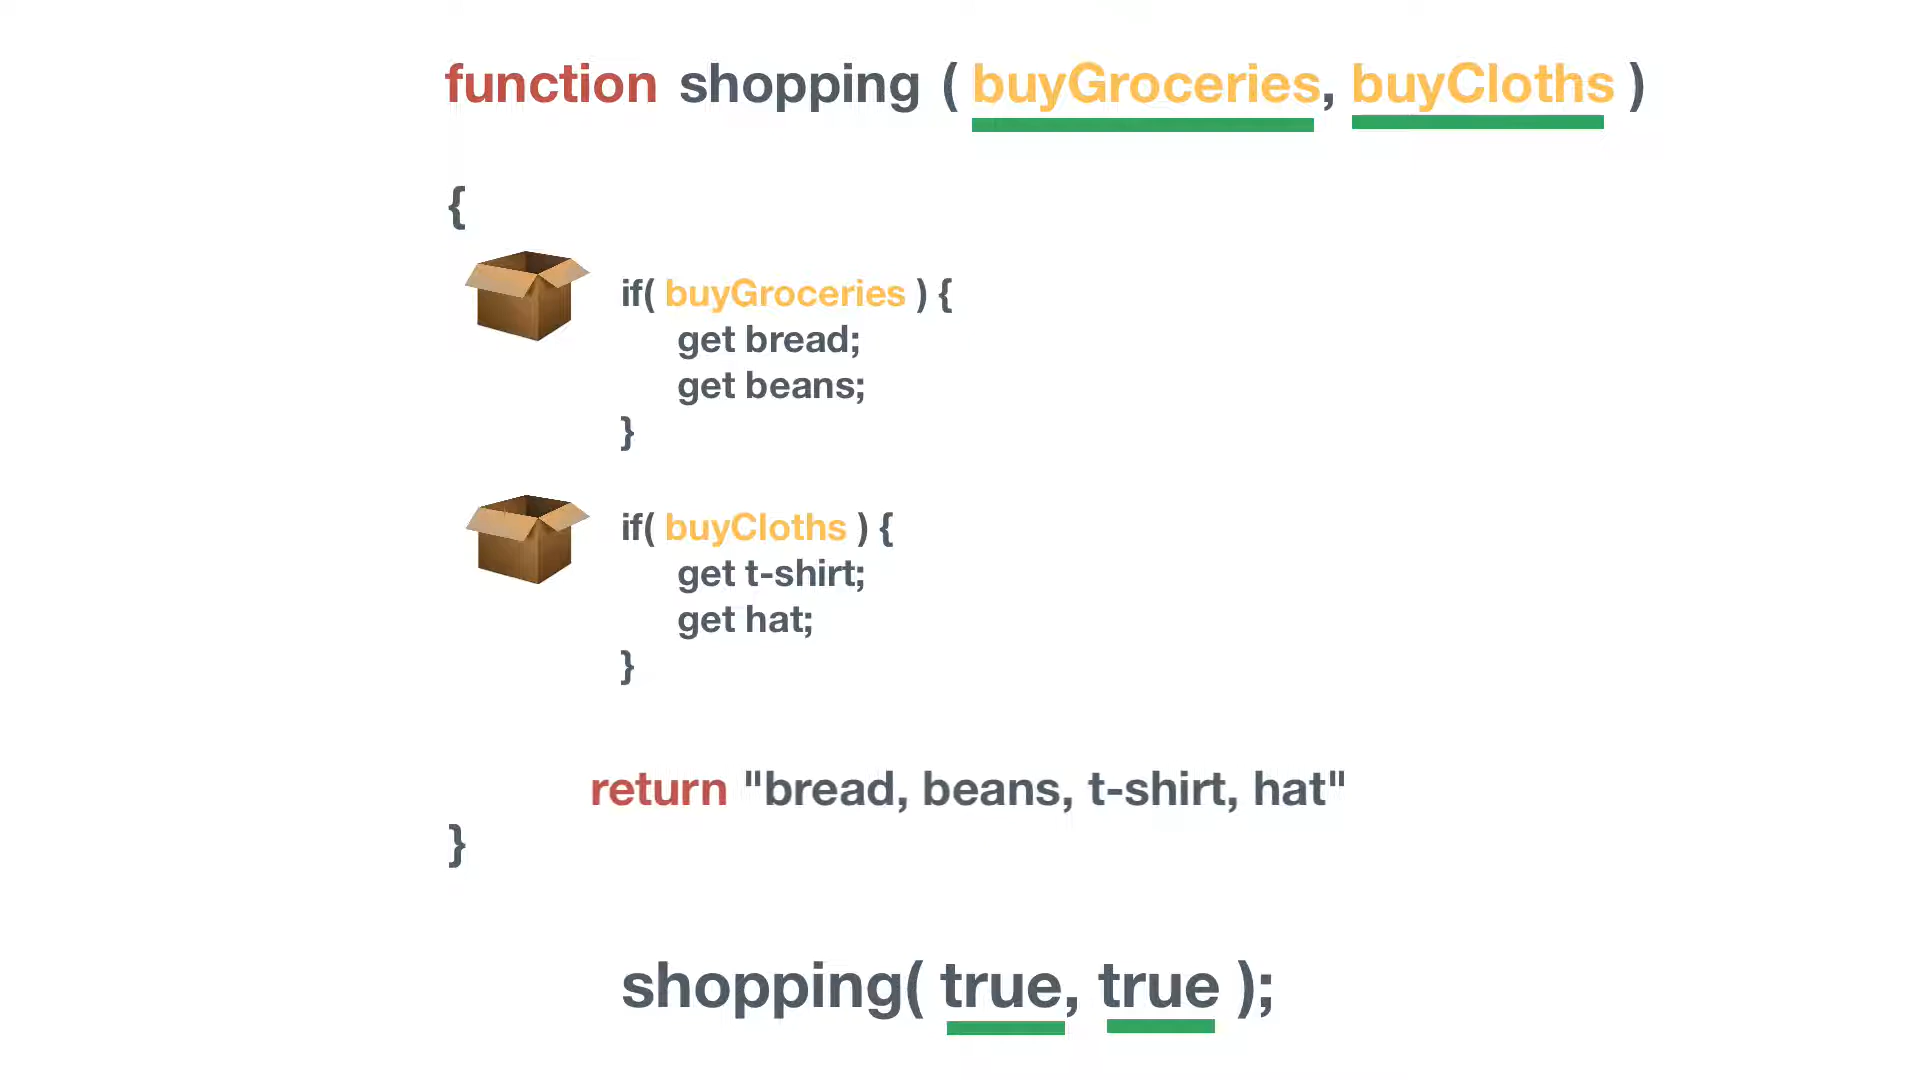 function shopping ( buyGroceries, buyCloths )
{
if( buyGroceries ) {
get bread;
get beans;
}
if( buyCloths ) {
get t-shirt;
get hat;
}
return "bread, beans, t-shirt, hat"
}
shopping( true, true );